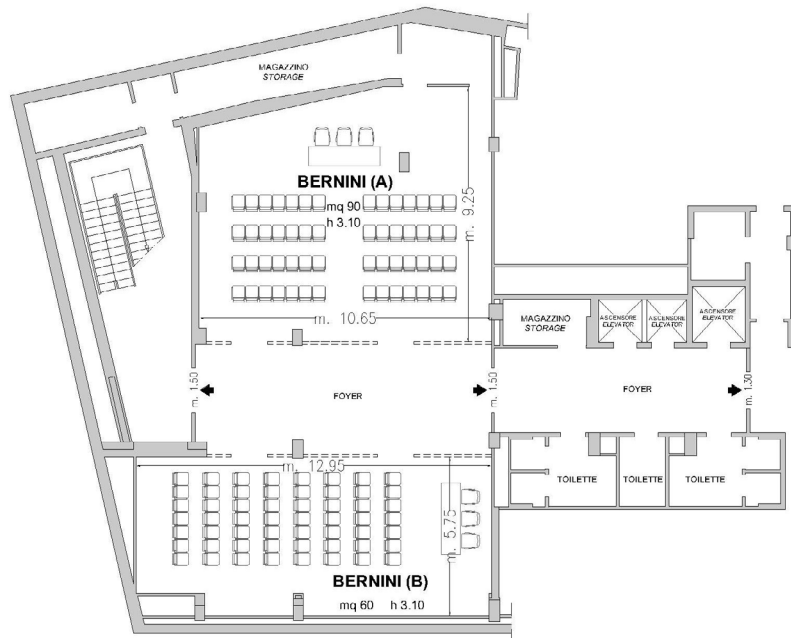 MAGAZZINO
STORAGE
BERNINI (A)
mq 90
h 3.10
m. 9.25
m. 10.65
MAGAZZINO
STORAGE
ASCENSORE
ELEVATOR
ASCENSORE
ELEVATOR
ASCENSORE
ELEVATOR
m. 1.50
FOYER
m. 1.50
FOYER
m. 1.30
m. 12.95
TOILETTE
TOILETTE
TOILETTE
m. 5.75
BERNINI (B)
mq 60 h 3.10